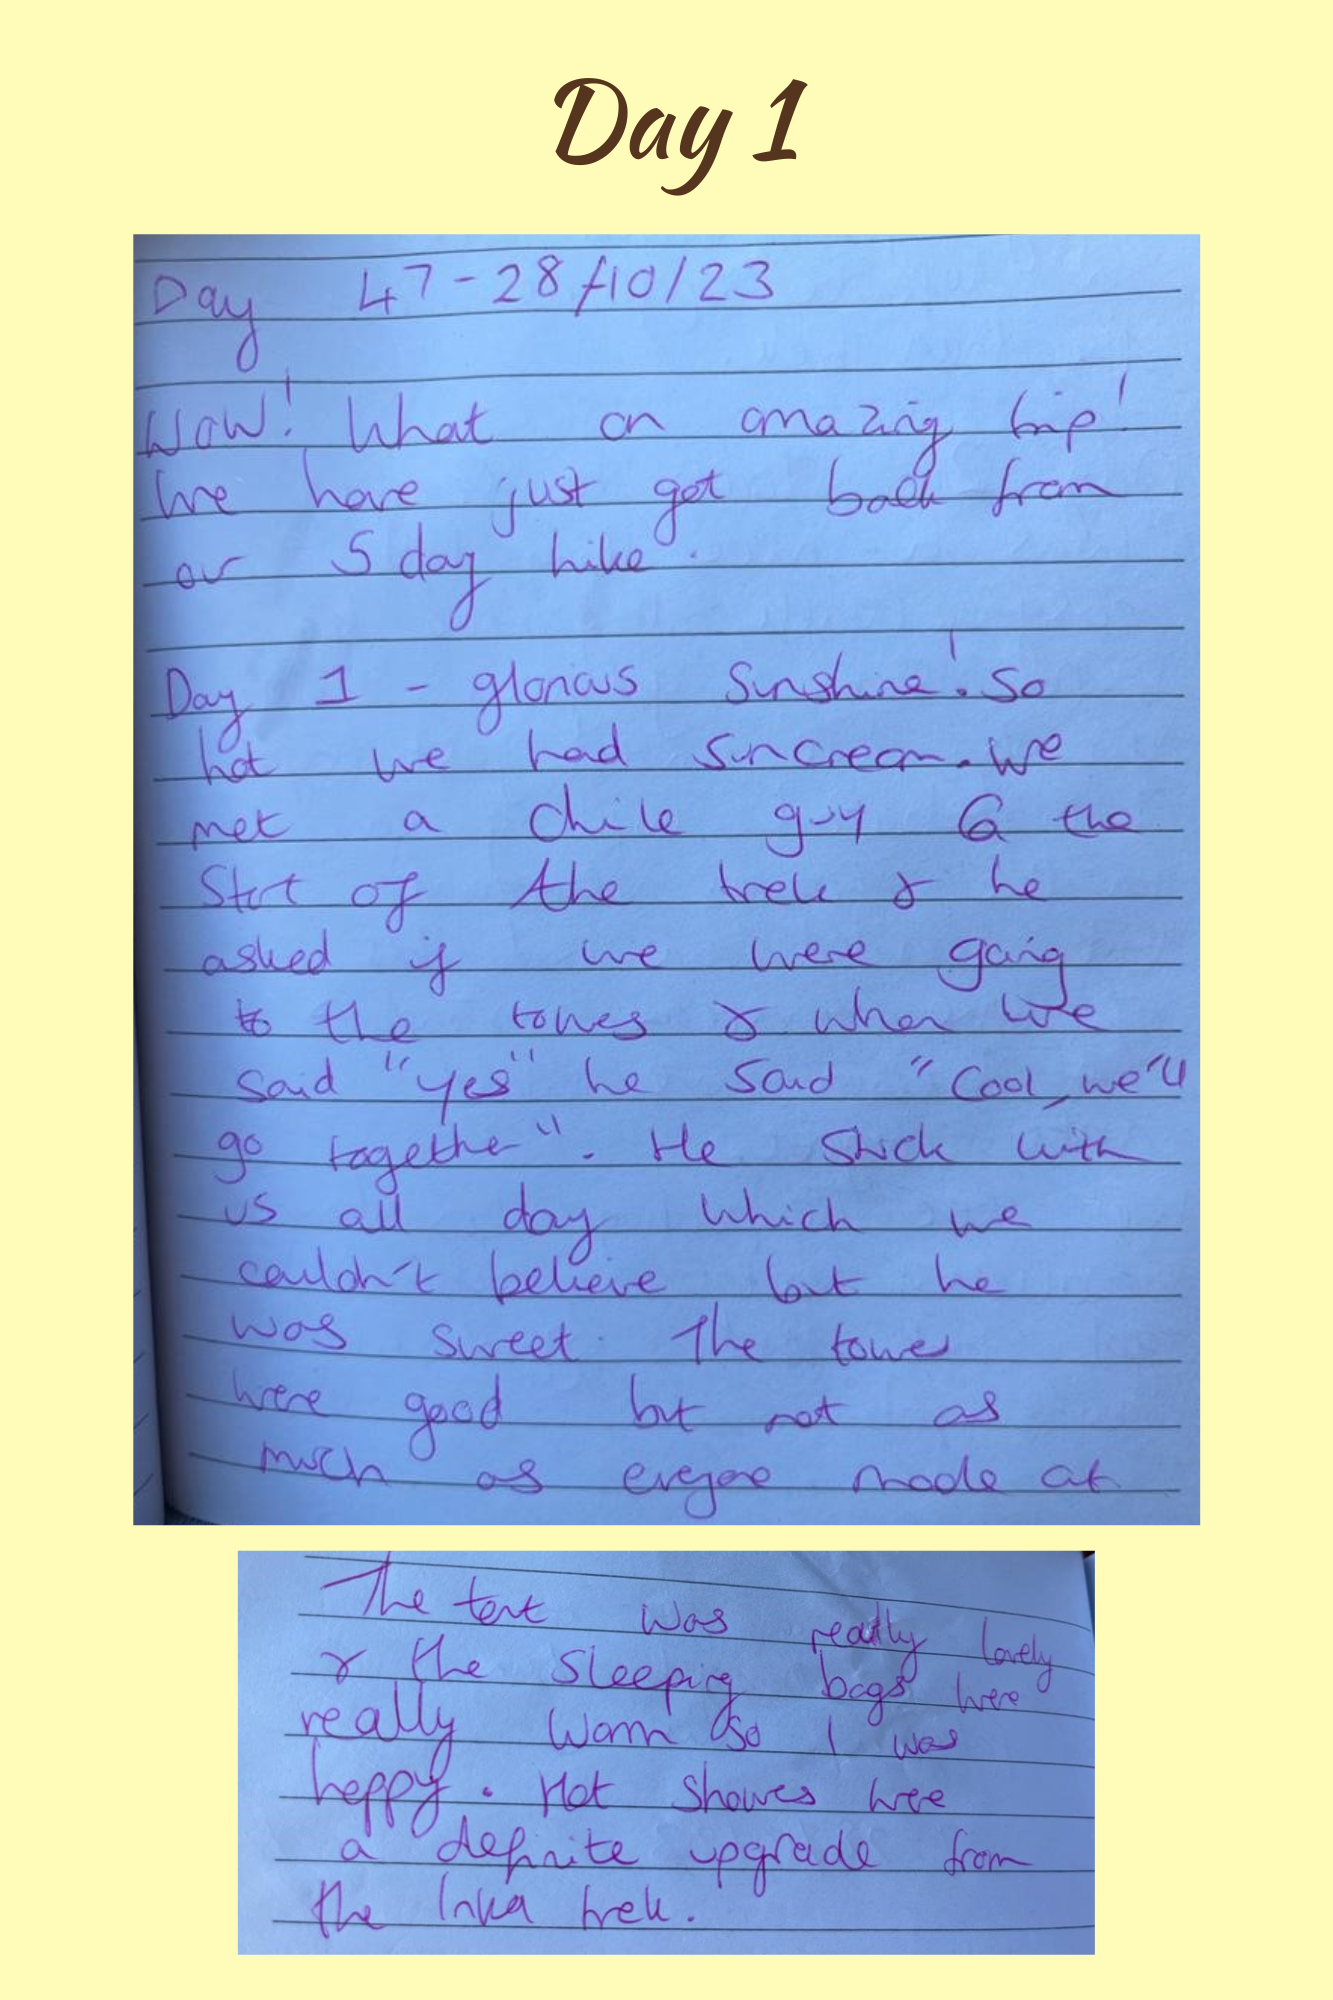 Day 1
Day 47-28/10/23
Wow! What an amazing trip!
We have just got back from
our 5 day hike.
Day 1 - glorious sunshine! So
hot we had suncream. We
met a chile guy @ the
Start of the trek & he
asked if we were going
to the towers & when we
said "yes" he said "Cool, we'll
go together". He stuck with
us all day which we
couldn't believe but he
was sweet. The towers
were good but not as
much as everyone made at
The tent was really lovely
& the sleeping bags were
really warm so I was
happy. Hot showers were
a definite upgrade from
the Inka trek.